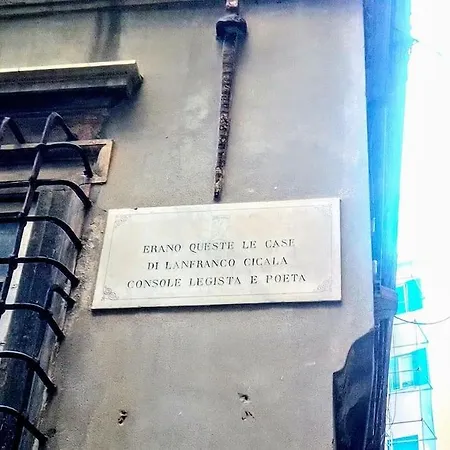 ERANO QUESTE LE CASE
DI LANFRANCO CICALA
CONSOLE LEGISTA E POETA